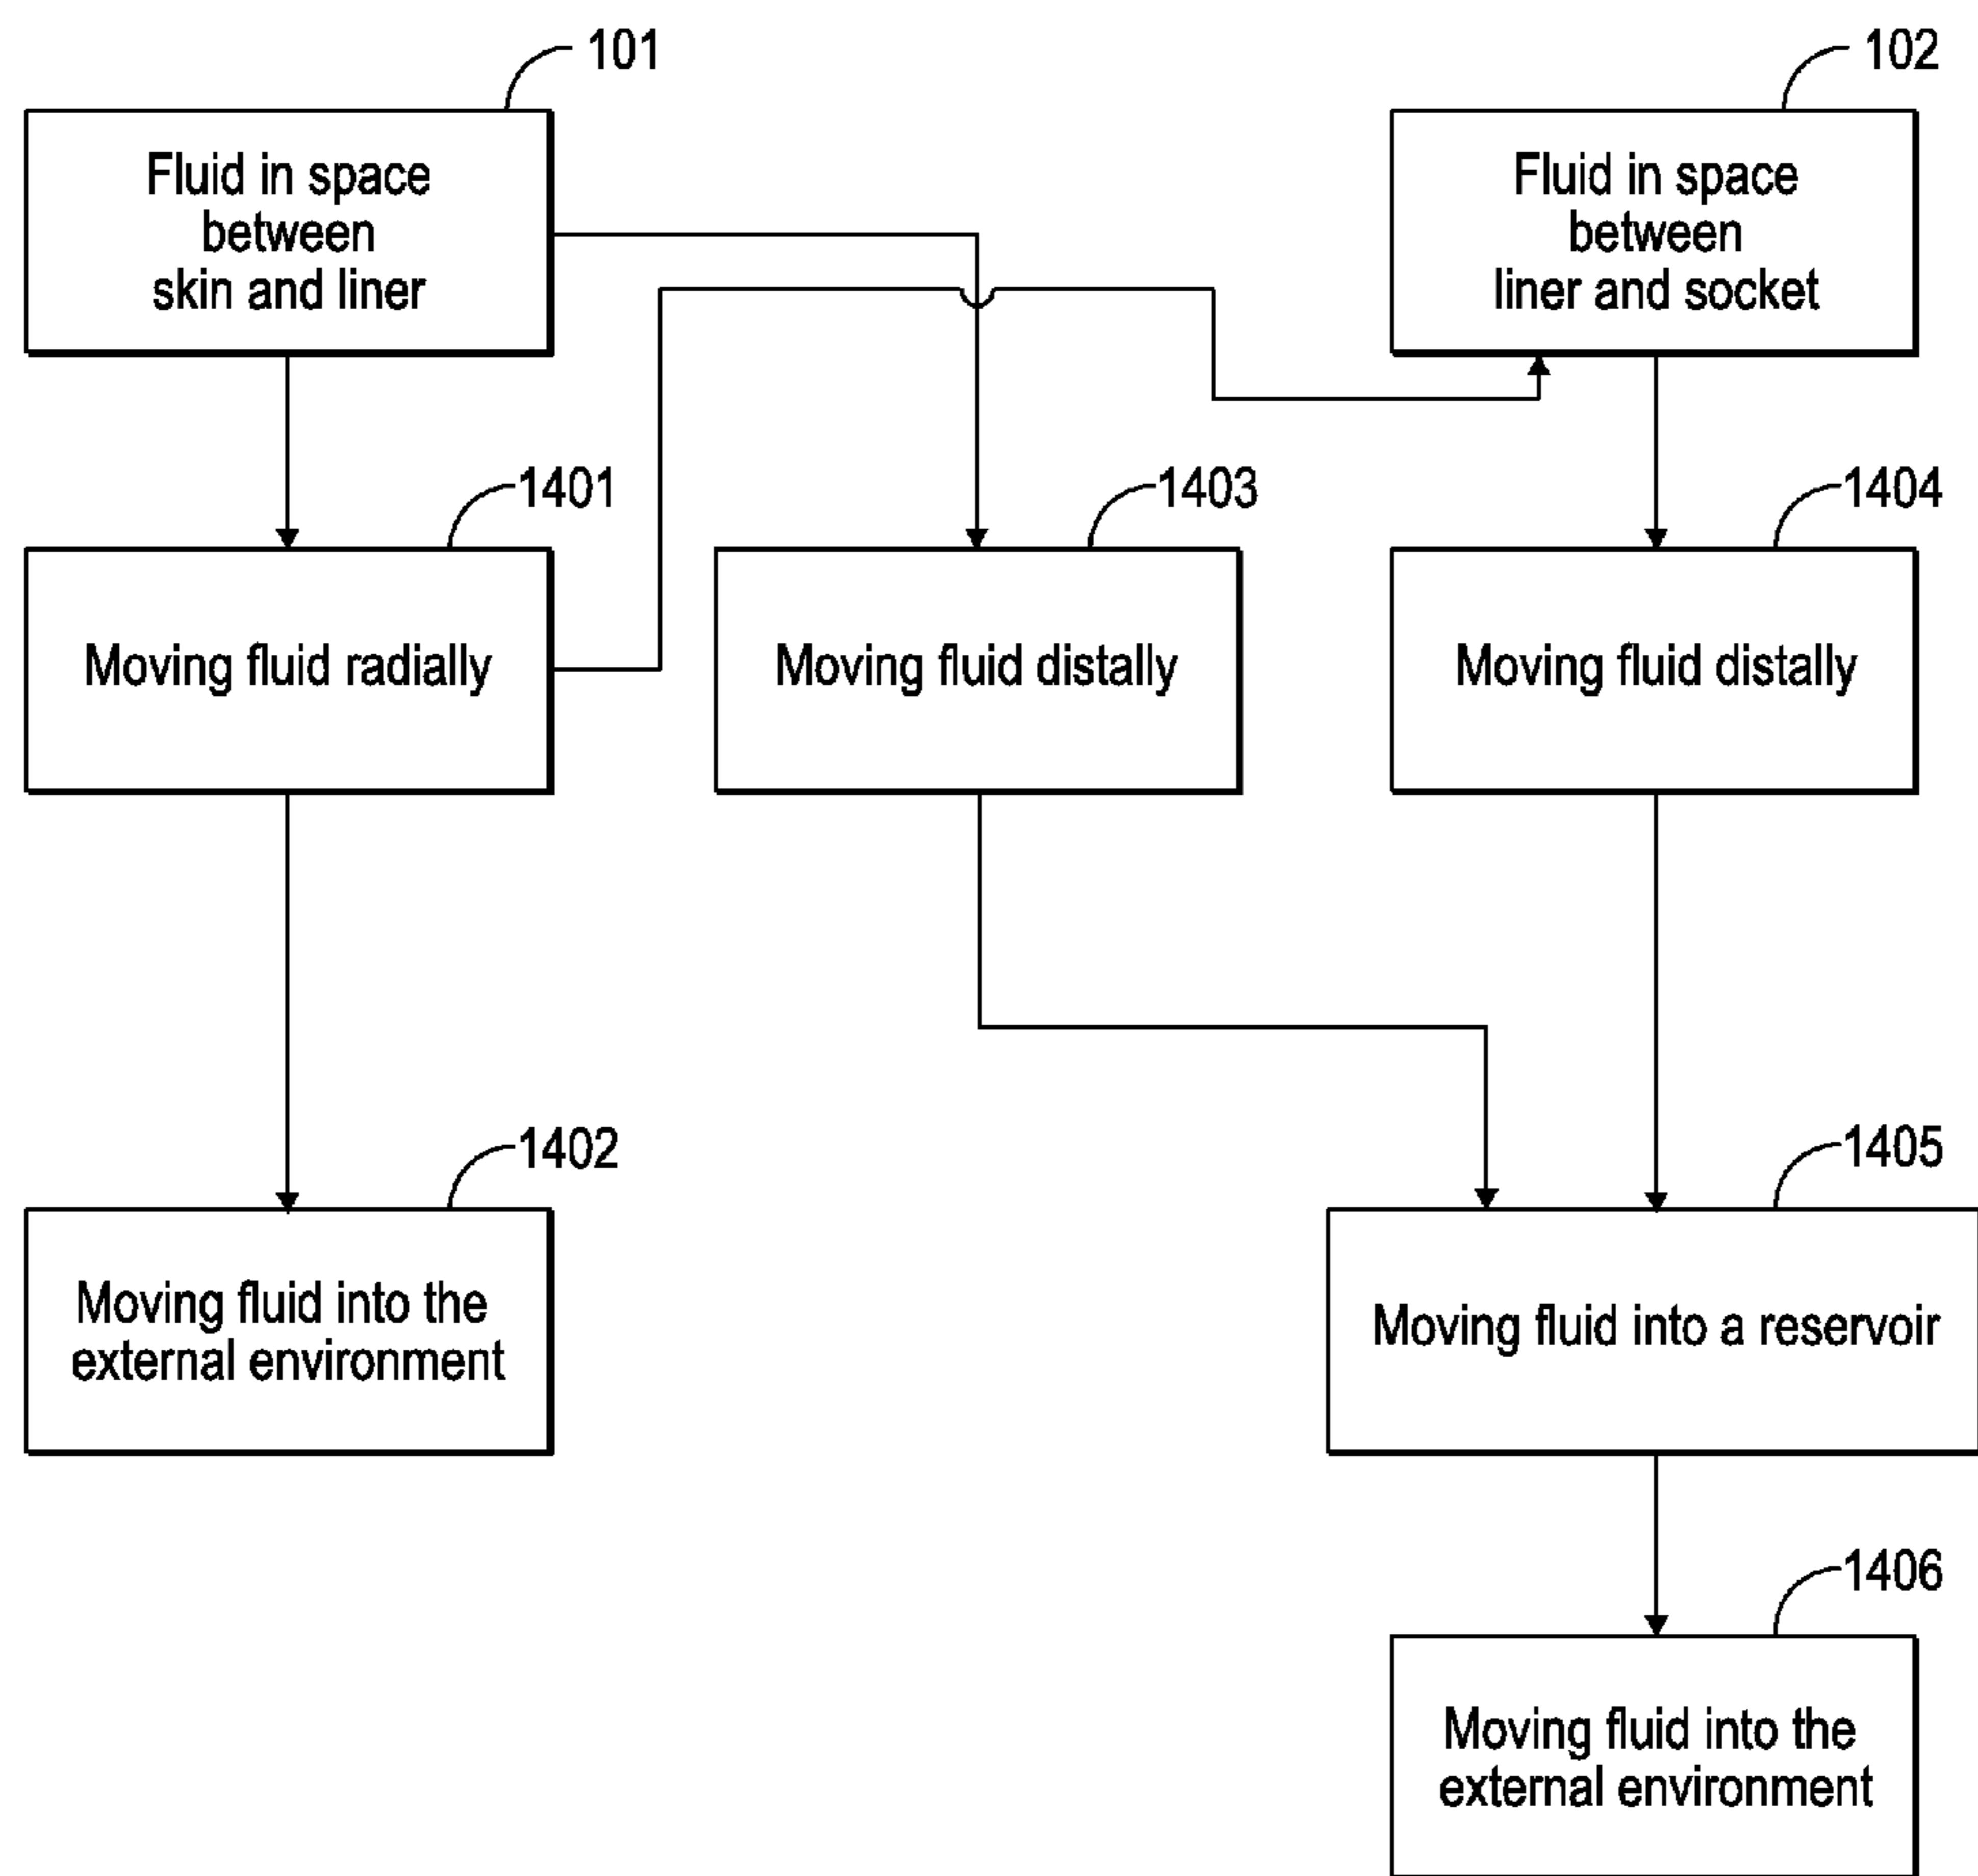 101
102
Fluid in space
between
skin and liner
Fluid in space
between
liner and socket
1401
1403
1404
Moving fluid radially
Moving fluid distally
Moving fluid distally
1402
1405
Moving fluid into the
external environment
Moving fluid into a reservoir
1406
Moving fluid into the
external environment